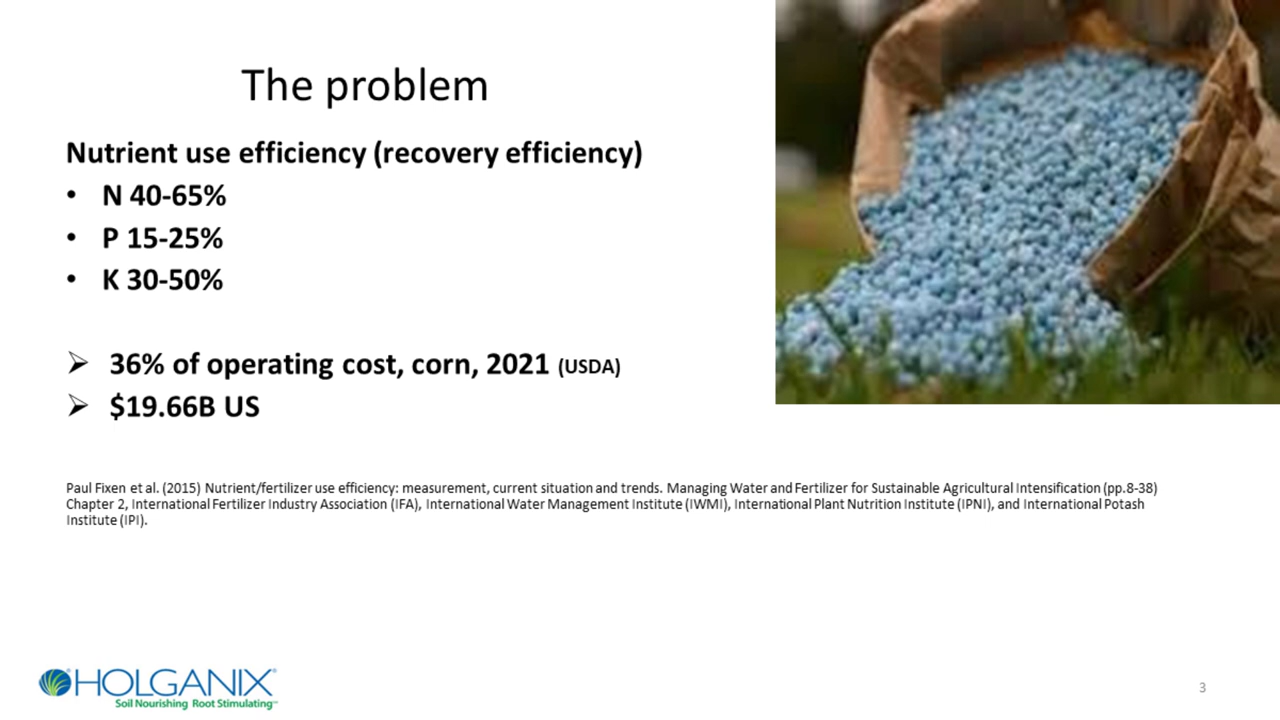 The problem
Nutrient use efficiency (recovery efficiency)
• N 40-65%
• P 15-25%
• K 30-50%
➢ 36% of operating cost, corn, 2021 (USDA)
➢ $19.66B US
Paul Fixen et al. (2015) Nutrient/fertilizer use efficiency: measurement, current situation and trends. Managing Water and Fertilizer for Sustainable Agricultural Intensification (pp.8-38)
Chapter 2, International Fertilizer Industry Association (IFA), International Water Management Institute (IWMI), International Plant Nutrition Institute (IPNI), and International Potash
Institute (IPI).
HOLGANIX®
Soil Nourishing Root Stimulating™
3